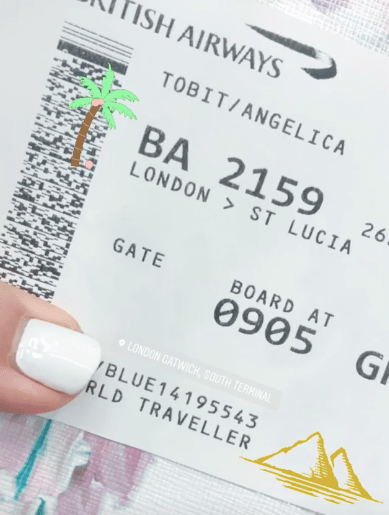 BRITISH AIRWAYS
TOBIT/ANGELICA
BA 2159
LONDON > ST LUCIA
26
GATE
BOARD AT
0905
LONDON GATWICK, SOUTH TERMINAL
/BLUE14195543
RLD TRAVELLER